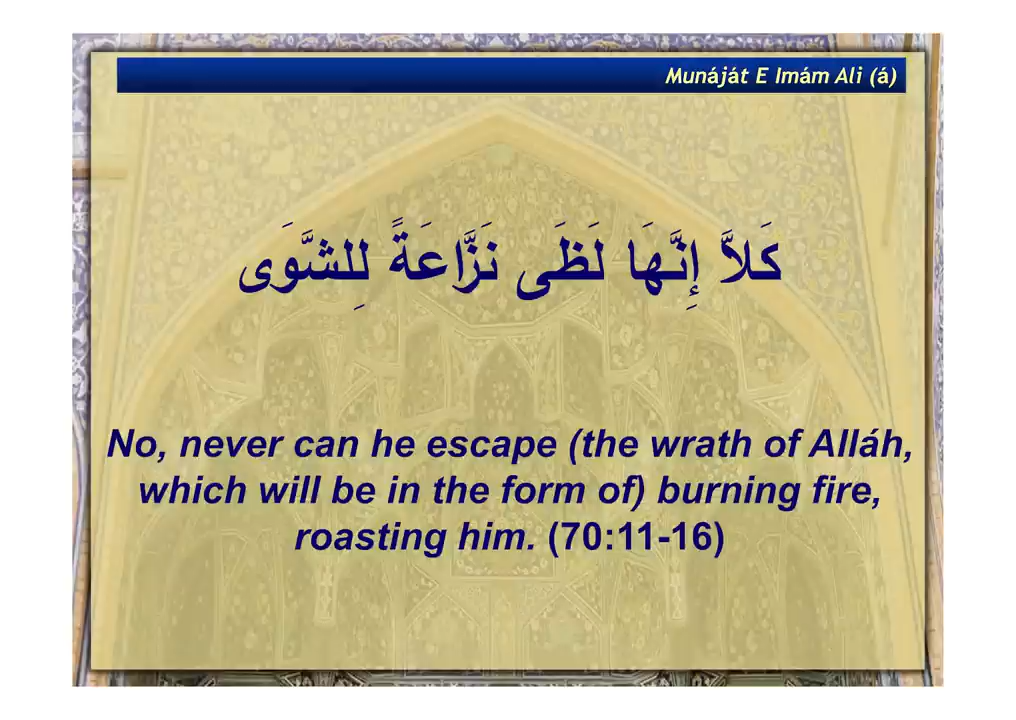 Munáját E Imám Ali (á)
كَلاَّ إِنَّهَا لَظَى نَزَّاعَةً لِلشَّوَى
No, never can he escape (the wrath of Alláh,
which will be in the form of) burning fire,
roasting him. (70:11-16)